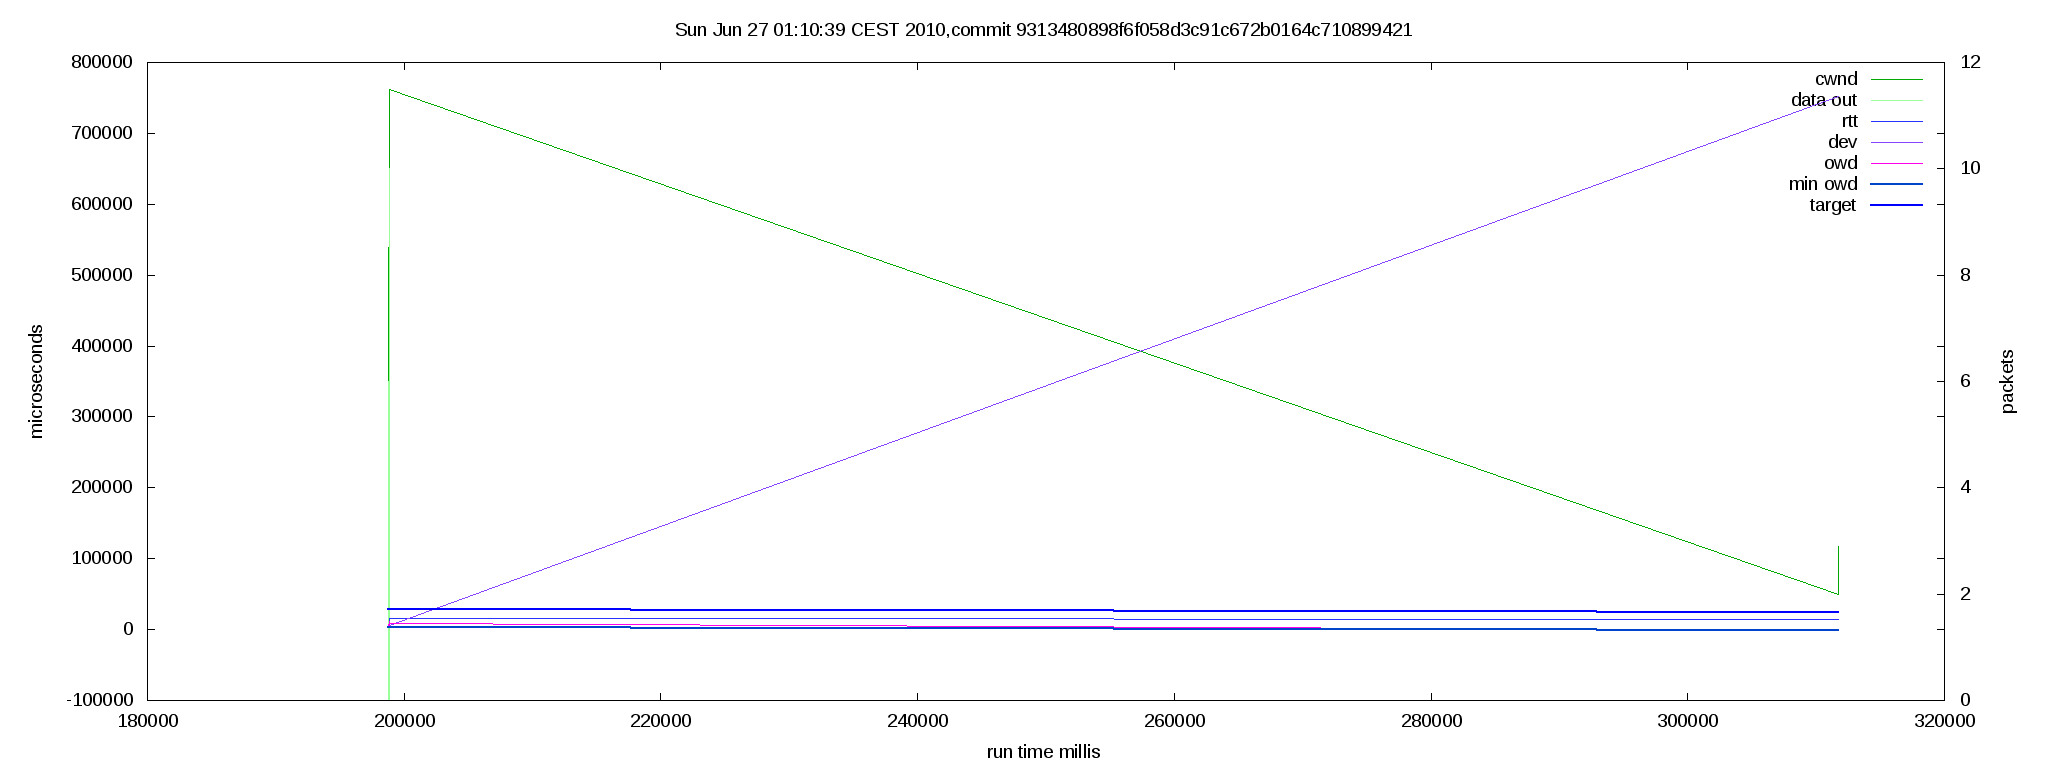 Sun Jun 27 01:10:39 CEST 2010,commit 9313480898f6f058d3c91c672b0164c710899421
800000
700000
600000
500000
400000
300000
200000
100000
0
-100000
microseconds
12
10
8
6
4
2
0
packets
cwnd
data out
rtt
dev
owd
min owd
target
180000
200000
220000
240000
260000
280000
300000
320000
run time millis